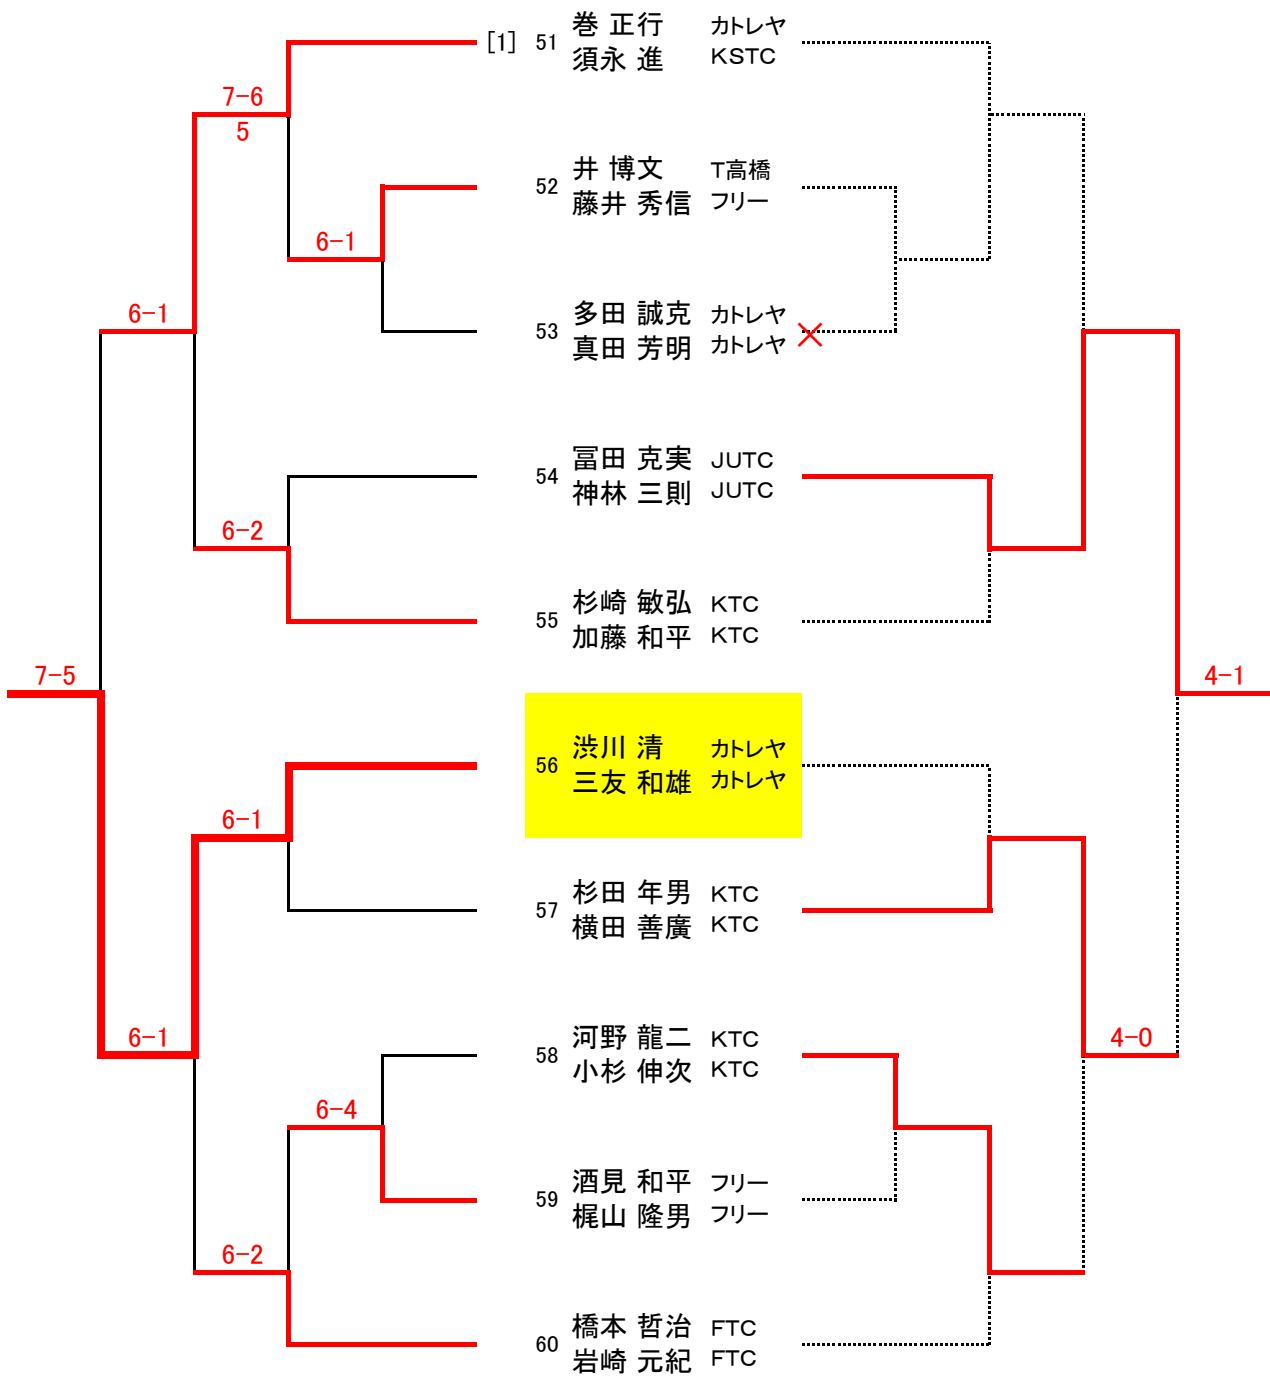 [1] 51 巻 正行 カトレヤ
須永 進 KSTC
7-6
5
52 井 博文 T高橋
藤井 秀信 フリー
6-1
6-1
53 多田 誠克 カトレヤ
真田 芳明 カトレヤ
54 冨田 克実 JUTC
神林 三則 JUTC
6-2
55 杉崎 敏弘 KTC
加藤 和平 KTC
7-5
4-1
56 渋川 清 カトレヤ
三友 和雄 カトレヤ
6-1
57 杉田 年男 KTC
横田 善廣 KTC
6-1
4-0
58 河野 龍二 KTC
小杉 伸次 KTC
6-4
59 酒見 和平 フリー
梶山 隆男 フリー
6-2
60 橋本 哲治 FTC
岩崎 元紀 FTC